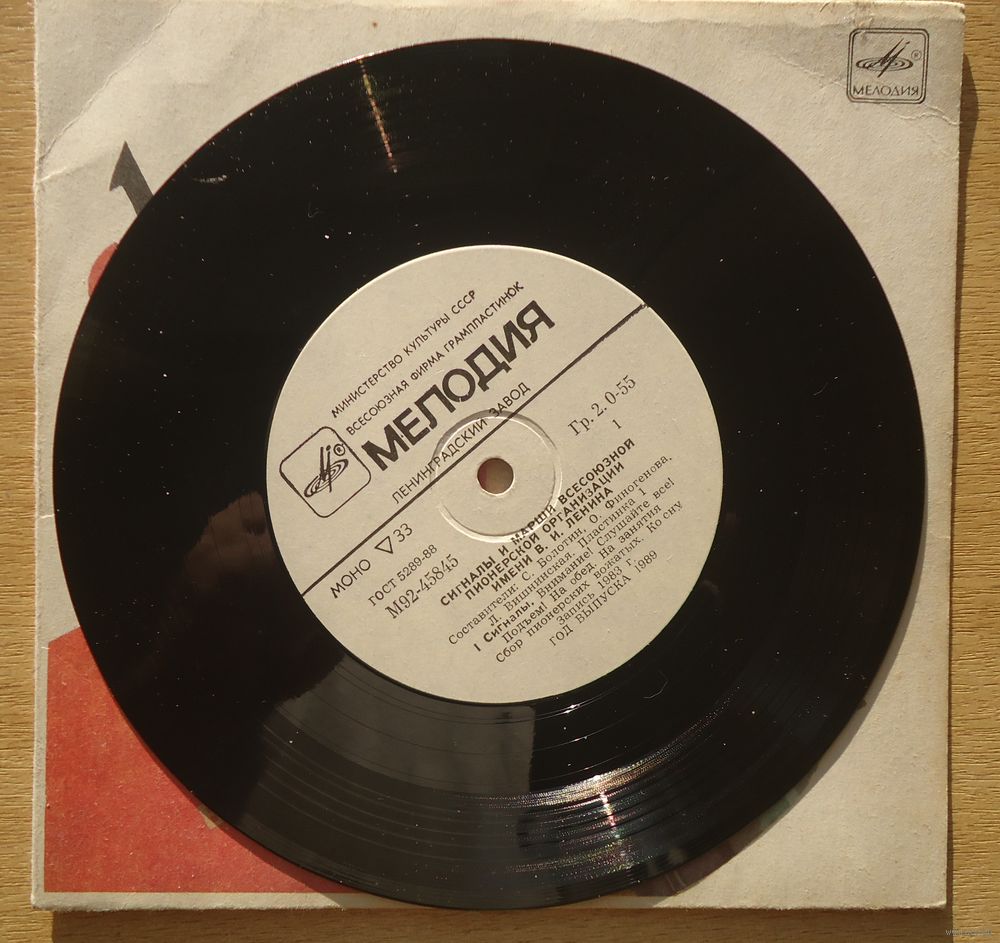 МЕЛОДИЯ
1
МИНИСТЕРСТВО КУЛЬТУРЫ СССР
ВСЕСОЮЗНАЯ ФИРМА ГРАМПЛАСТИНОК
МЕЛОДИЯ
ЛЕНИНГРАДСКИЙ ЗАВОД
МОНО ▽33
ГОСТ 5289-88
М92-45845
Гр. 2. 0-55
1
СИГНАЛЫ И МАРШИ ВСЕСОЮЗНОЙ
ПИОНЕРСКОЙ ОРГАНИЗАЦИИ
ИМЕНИ В. И. ЛЕНИНА
Составители: С. Болотин, О. Финогенова,
Л. Вишнинская. Пластинка 1
I Сигналы. Внимание! Слушайте все!
Подъем! На обед. На занятия
Сбор пионерских вожатых. Ко сну
Запись 1983 г.
ГОД ВЫПУСКА 1989